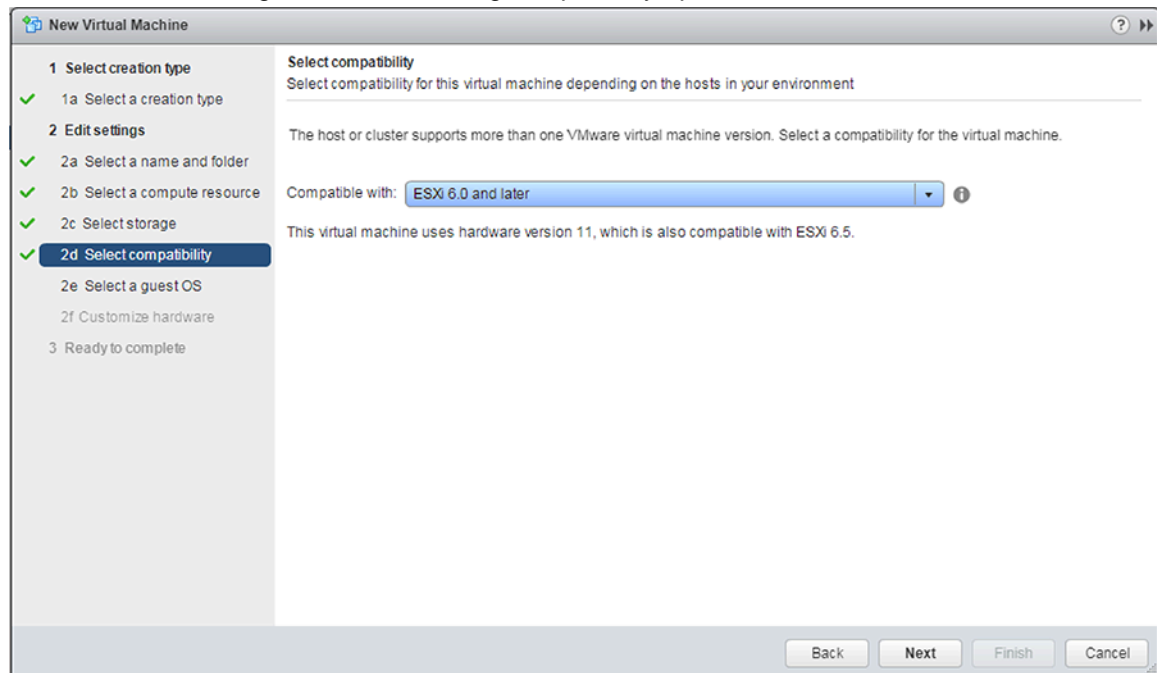 New Virtual Machine
1 Select creation type
1a Select a creation type
2 Edit settings
2a Select a name and folder
2b Select a compute resource
2c Select storage
2d Select compatibility
2e Select a guest OS
2f Customize hardware
3 Ready to complete
Select compatibility
Select compatibility for this virtual machine depending on the hosts in your environment
The host or cluster supports more than one VMware virtual machine version. Select a compatibility for the virtual machine.
Compatible with: ESXi 6.0 and later
This virtual machine uses hardware version 11, which is also compatible with ESXi 6.5.
Back Next Finish Cancel